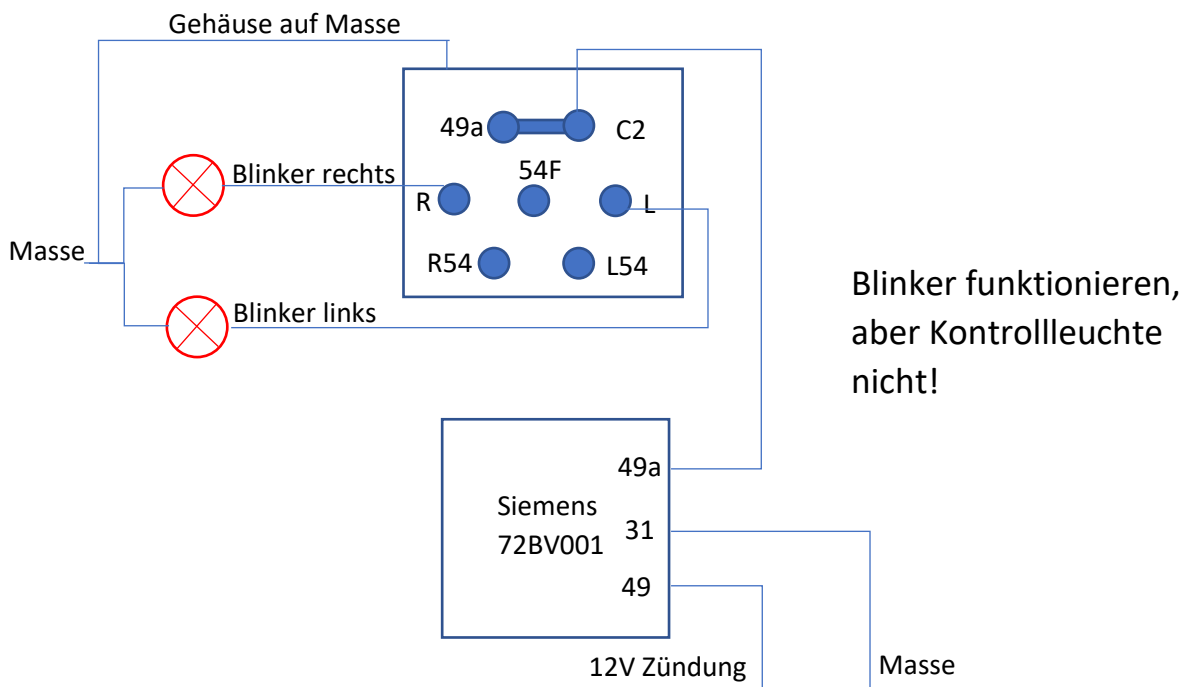 Gehäuse auf Masse
49a
C2
Blinker rechts
54F
R
L
Masse
R54
L54
Blinker links
Blinker funktionieren,
aber Kontrollleuchte
nicht!
49a
Siemens
72BV001
31
49
12V Zündung
Masse